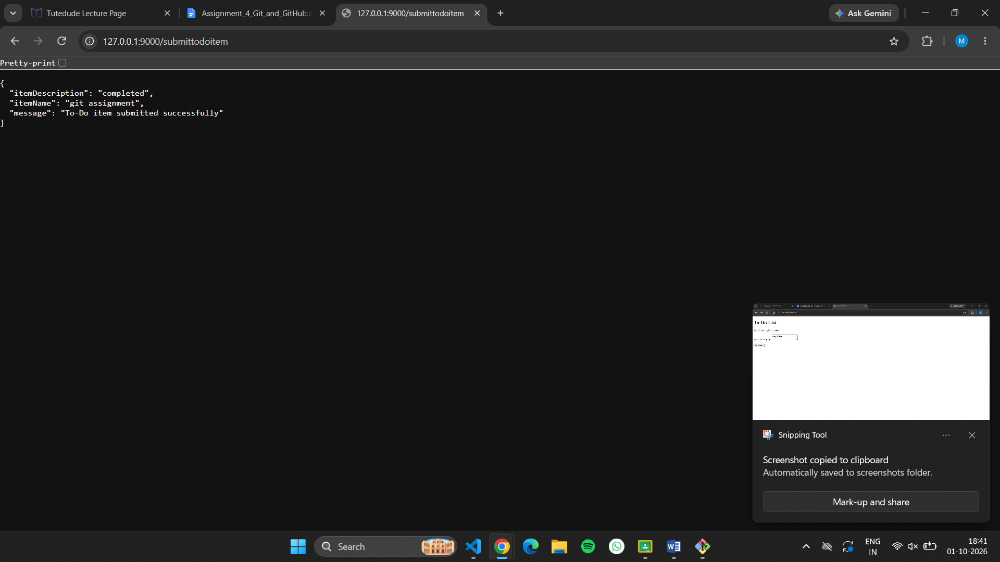 Tutedude Lecture Page
Assignment_4_Git_and_GitHub.d
127.0.0.1:9000/submittodoitem
Ask Gemini
127.0.0.1:9000/submittodoitem
M
Pretty-print
{
"itemDescription": "completed",
"itemName": "git assignment",
"message": "To-Do item submitted successfully"
}
To-Do List
completed
Snipping Tool
Screenshot copied to clipboard
Automatically saved to screenshots folder.
Mark-up and share
Search
ENG
IN
18:41
01-10-2026